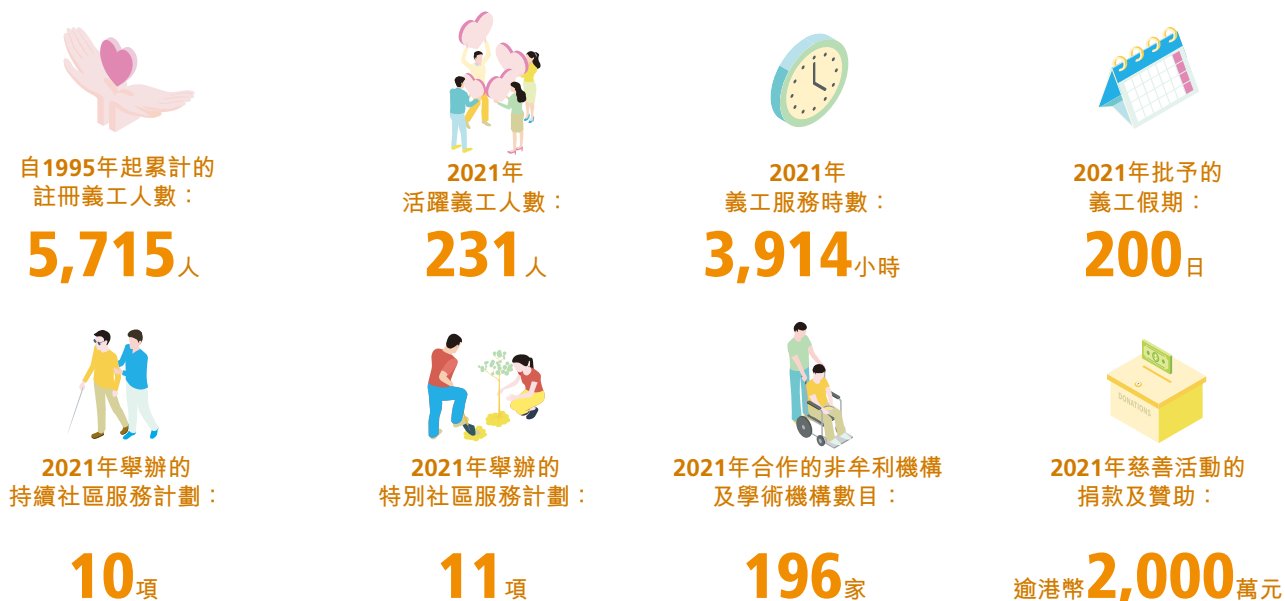 自1995年起累計的
註冊義工人數：
5,715人
2021年
活躍義工人數：
231人
2021年
義工服務時數：
3,914小時
2021年批予的
義工假期：
200日
2021年舉辦的
持續社區服務計劃：
10項
2021年舉辦的
特別社區服務計劃：
11項
2021年合作的非牟利機構
及學術機構數目：
196家
DONATIONS
2021年慈善活動的
捐款及贊助：
逾港幣2,000萬元